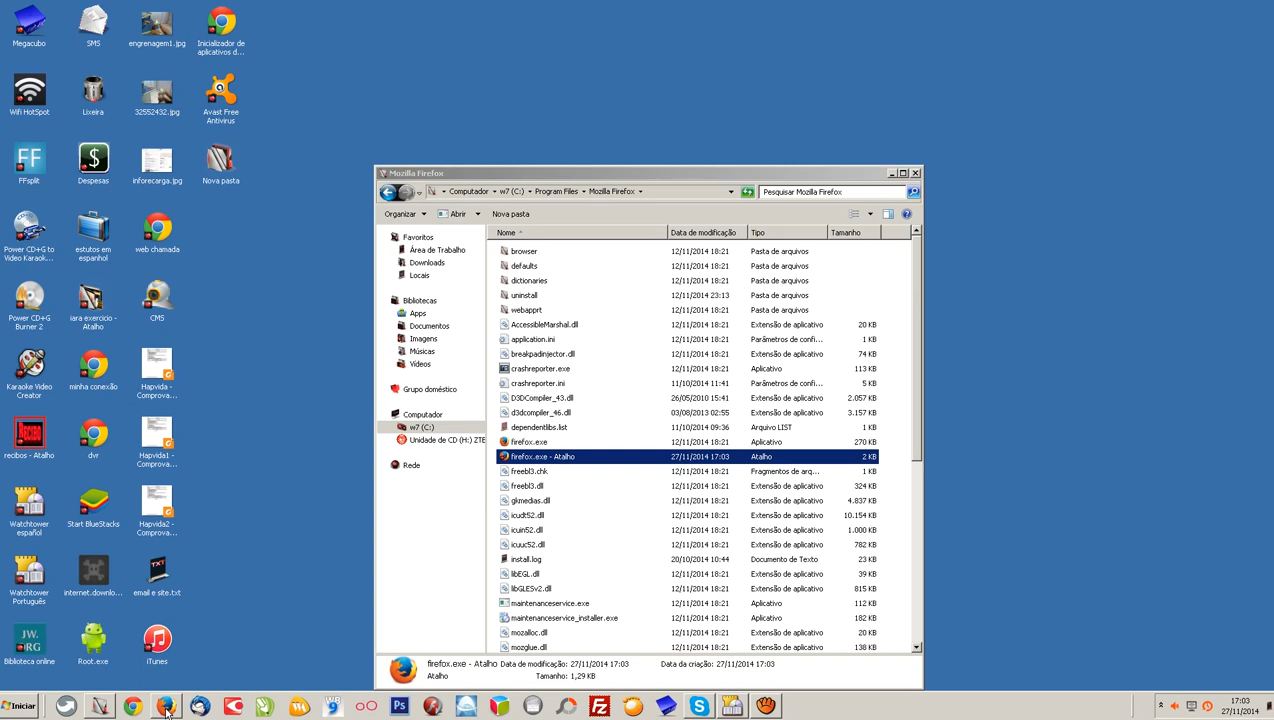 Megacubo
SMS
engrenagem1.jpg
Inicializador de
aplicativos d...
Wifi HotSpot
Lixeira
32552432.jpg
Avast Free
Antivirus
FF
FFsplit
$
Despesas
inforecarga.jpg
Nova pasta
Power CD+G to
Video Karaok...
estutos em
espanhol
web chamada
Power CD+G
Burner 2
iara exercicio -
Atalho
CMS
Karaoke Video
Creator
minha conexão
Hapvida -
Comprova...
RECIBO
recibos - Atalho
dvr
Hapvida1 -
Comprova...
Watchtower
español
Start BlueStacks
Hapvida2 -
Comprova...
Watchtower
Português
internet.downlo...
TXT
email e site.txt
JW.
ORG
Biblioteca online
Root.exe
iTunes
Mozilla Firefox
Computador
w7 (C:)
Program Files
Mozilla Firefox
Pesquisar Mozilla Firefox
Organizar
Abrir
Nova pasta
Favoritos
Área de Trabalho
Downloads
Locais
Bibliotecas
Apps
Documentos
Imagens
Músicas
Vídeos
Grupo doméstico
Computador
w7 (C:)
Unidade de CD (H:) ZTE
Rede
Nome Data de modificação Tipo Tamanho
browser 12/11/2014 18:21 Pasta de arquivos
defaults 12/11/2014 18:21 Pasta de arquivos
dictionaries 12/11/2014 18:21 Pasta de arquivos
uninstall 12/11/2014 23:13 Pasta de arquivos
webapprt 12/11/2014 18:21 Pasta de arquivos
AccessibleMarshal.dll 12/11/2014 18:21 Extensão de aplicativo 20 KB
application.ini 12/11/2014 18:21 Parâmetros de confi... 1 KB
breakpadinjector.dll 12/11/2014 18:21 Extensão de aplicativo 74 KB
crashreporter.exe 12/11/2014 18:21 Aplicativo 113 KB
crashreporter.ini 11/10/2014 11:41 Parâmetros de confi... 5 KB
D3DCompiler_43.dll 26/05/2010 15:41 Extensão de aplicativo 2.057 KB
d3dcompiler_46.dll 03/08/2013 02:55 Extensão de aplicativo 3.157 KB
dependentlibs.list 11/10/2014 09:36 Arquivo LIST 1 KB
firefox.exe 12/11/2014 18:21 Aplicativo 270 KB
firefox.exe - Atalho 27/11/2014 17:03 Atalho 2 KB
freebl3.chk 12/11/2014 18:21 Fragmentos de arq... 1 KB
freebl3.dll 12/11/2014 18:21 Extensão de aplicativo 324 KB
gkmedias.dll 12/11/2014 18:21 Extensão de aplicativo 4.837 KB
icudt52.dll 12/11/2014 18:21 Extensão de aplicativo 10.154 KB
icuin52.dll 12/11/2014 18:21 Extensão de aplicativo 1.000 KB
icuuc52.dll 12/11/2014 18:21 Extensão de aplicativo 782 KB
install.log 20/10/2014 10:44 Documento de Texto 23 KB
libEGL.dll 12/11/2014 18:21 Extensão de aplicativo 39 KB
libGLESv2.dll 12/11/2014 18:21 Extensão de aplicativo 815 KB
maintenanceservice.exe 12/11/2014 18:21 Aplicativo 112 KB
maintenanceservice_installer.exe 12/11/2014 18:21 Aplicativo 182 KB
mozalloc.dll 12/11/2014 18:21 Extensão de aplicativo 20 KB
mozglue.dll 12/11/2014 18:21 Extensão de aplicativo 138 KB
firefox.exe - Atalho Data de modificação: 27/11/2014 17:03 Data da criação: 27/11/2014 17:03
Atalho Tamanho: 1,29 KB
Iniciar
Ps
17:03
27/11/2014